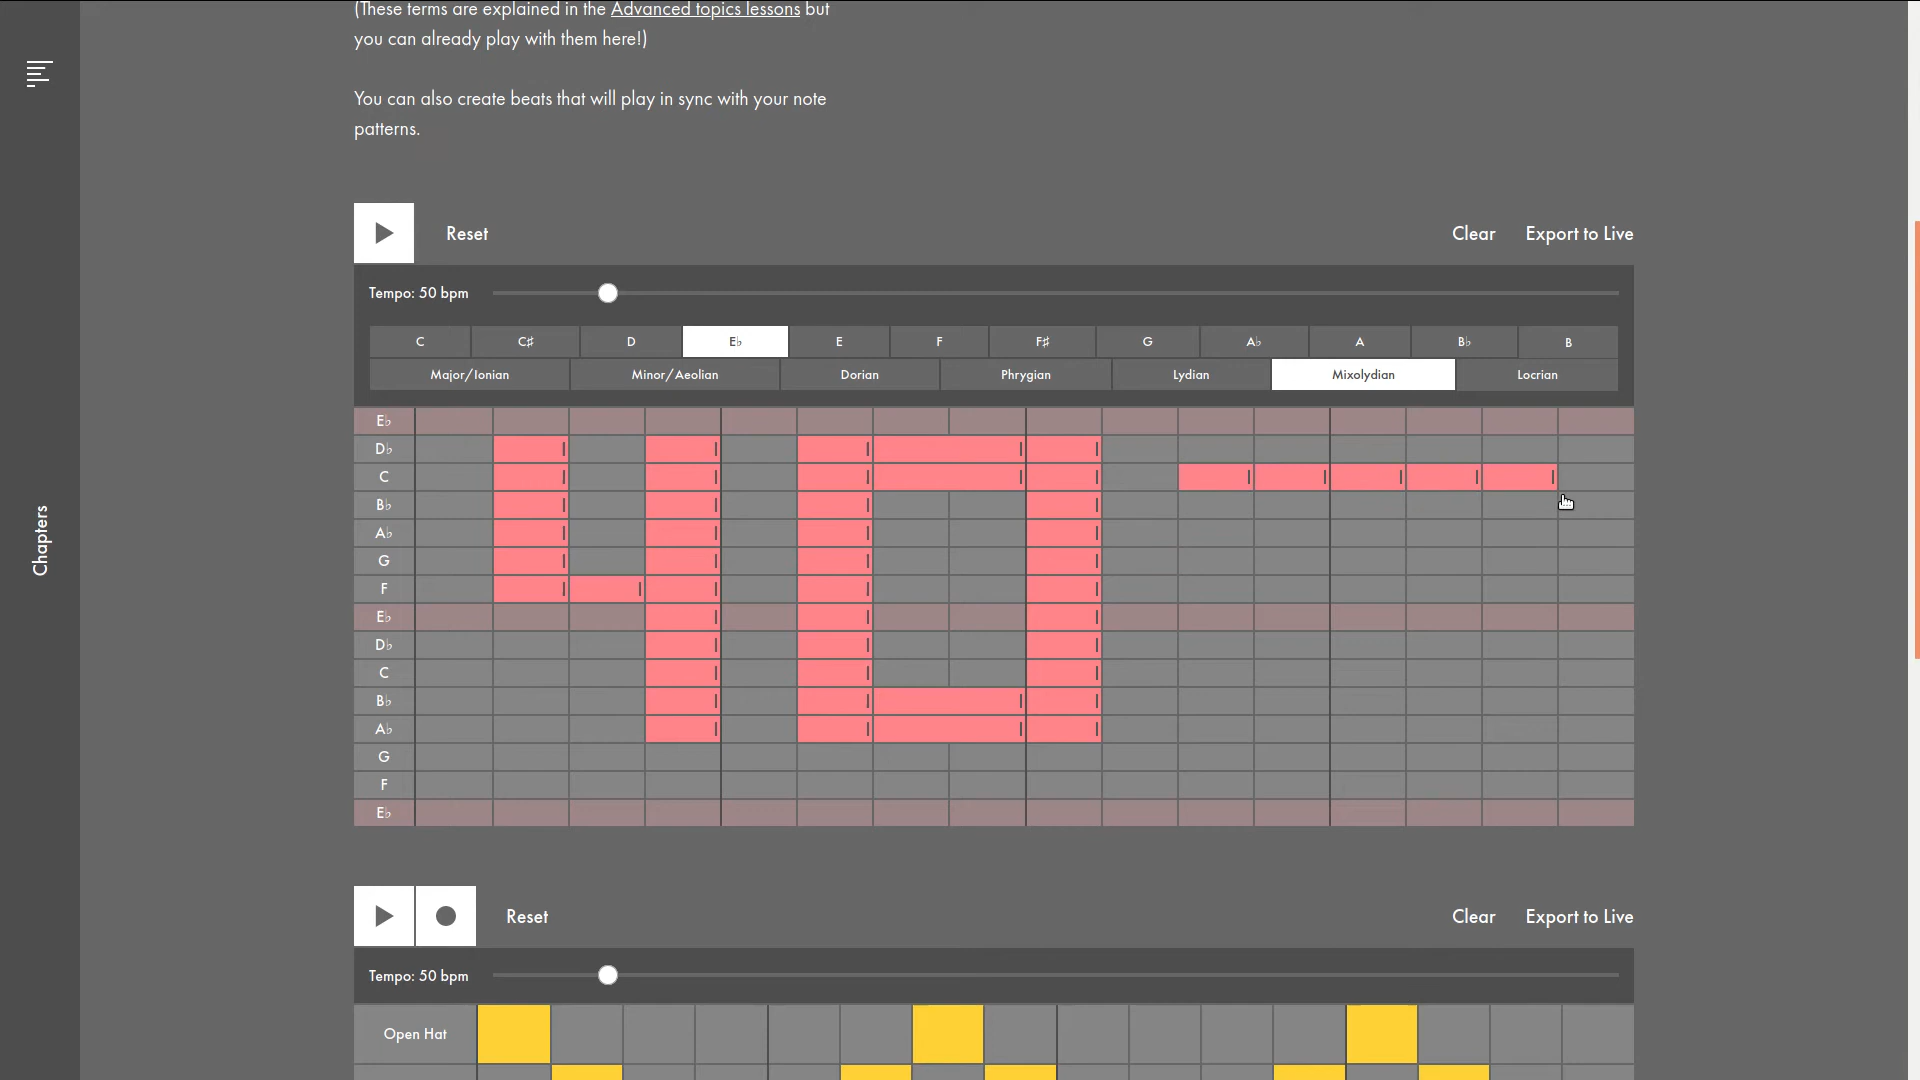 (These terms are explained in the Advanced topics lessons but
you can already play with them here!)
You can also create beats that will play in sync with your note
patterns.
Chapters
Reset
Clear
Export to Live
Tempo: 50 bpm
C C♯ D E♭ E F F♯ G A♭ A B♭ B
Major/Ionian Minor/Aeolian Dorian Phrygian Lydian Mixolydian Locrian
E♭
D♭
C
B♭
A♭
G
F
E♭
D♭
C
B♭
A♭
G
F
E♭
Reset
Clear
Export to Live
Tempo: 50 bpm
Open Hat